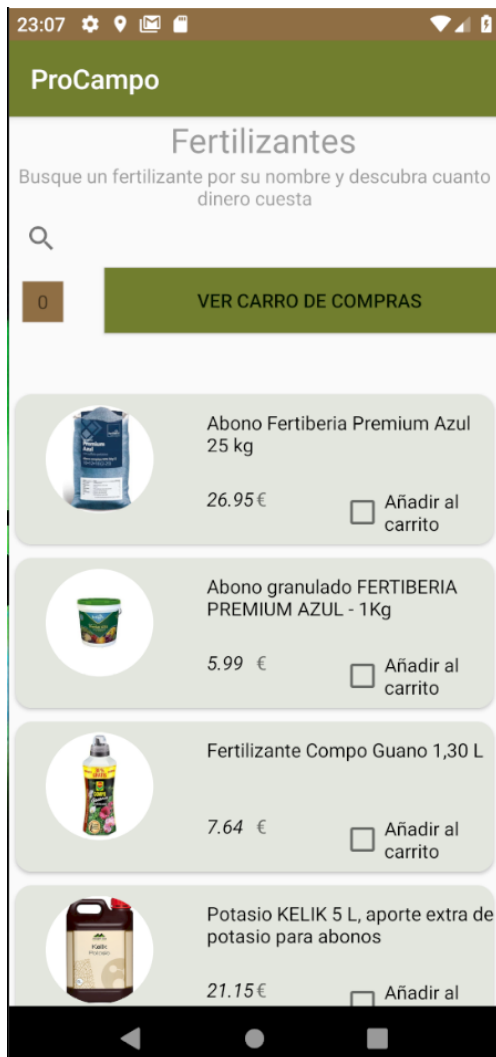 23:07
ProCampo
Fertilizantes
Busque un fertilizante por su nombre y descubra cuanto
dinero cuesta
0
VER CARRO DE COMPRAS
Abono Fertiberia Premium Azul
25 kg
26.95 €
Añadir al
carrito
Abono granulado FERTIBERIA
PREMIUM AZUL - 1Kg
5.99 €
Añadir al
carrito
Fertilizante Compo Guano 1,30 L
7.64 €
Añadir al
carrito
Kelik
Potasio KELIK 5 L, aporte extra de
potasio para abonos
21.15 €
Añadir al